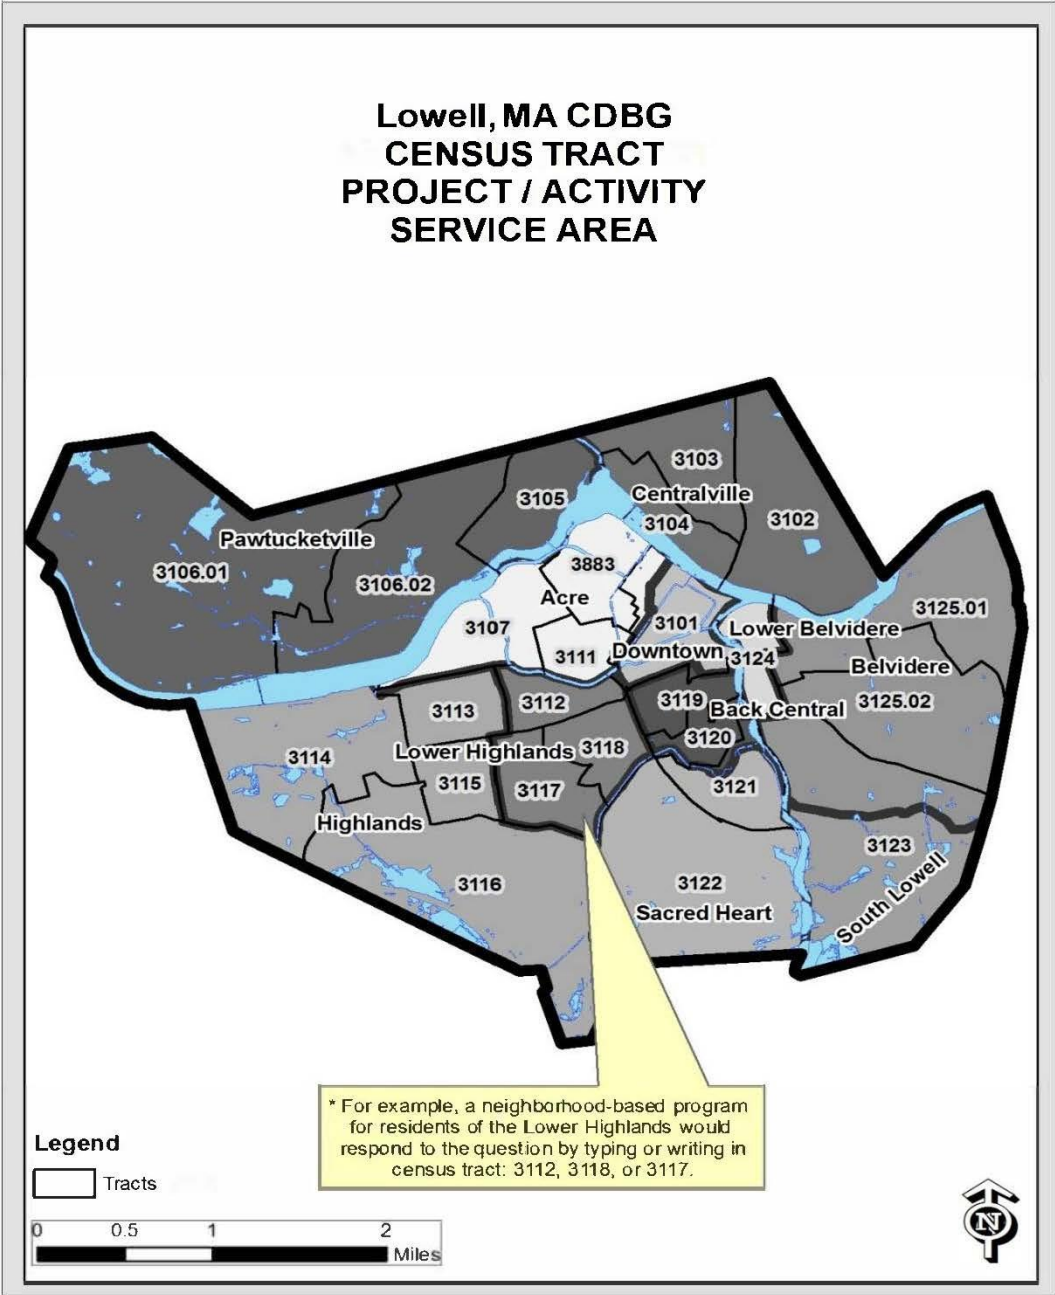 Lowell, MA CDBG
CENSUS TRACT
PROJECT / ACTIVITY
SERVICE AREA
3103
3105
Centralville
3104
3102
Pawtucketville
3106.01
3883
3106.02
Acre
3125.01
3107
3101
Lower Belvidere
3111
Downtown
3124
Belvidere
3112
3119
Back Central
3125.02
3113
3120
3114
Lower Highlands
3118
3115
3117
3121
Highlands
3123
3116
3122
Sacred Heart
South Lowell
* For example, a neighborhood-based program
for residents of the Lower Highlands would
respond to the question by typing or writing in
census tract: 3112, 3118, or 3117.
Legend
Tracts
0 0.5 1 2
Miles
N